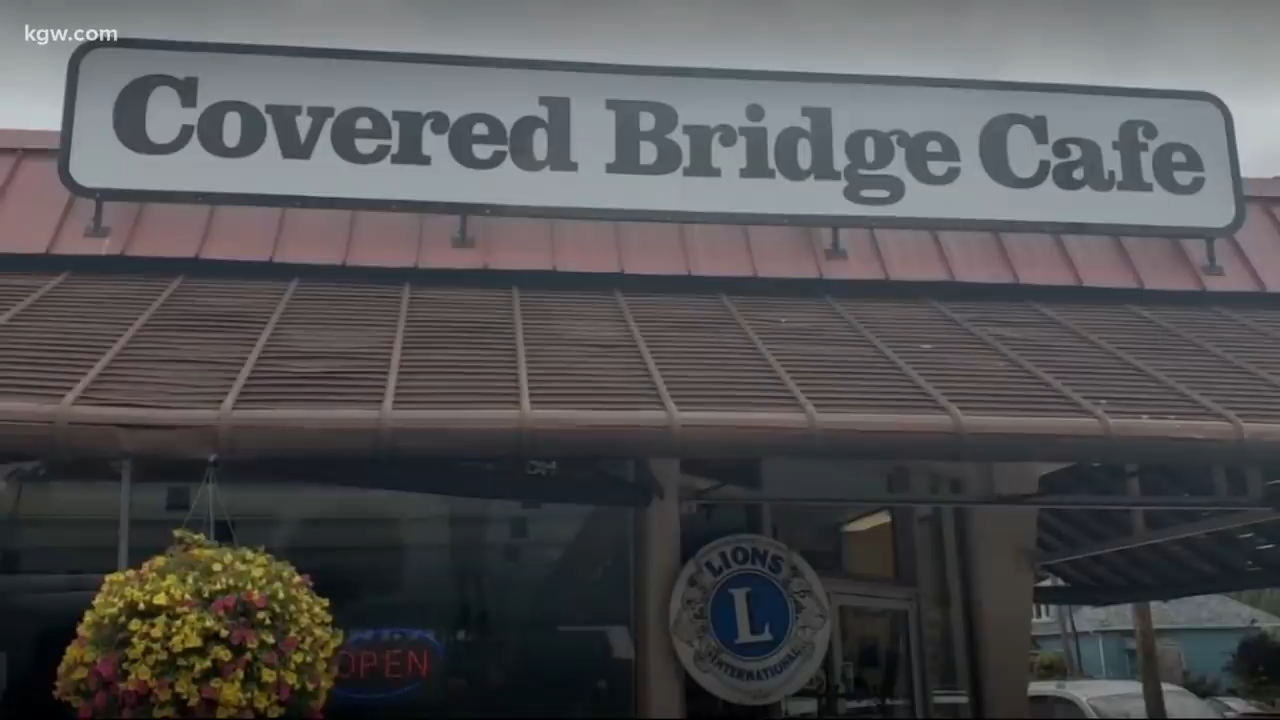 kgw.com
Covered Bridge Cafe
LIONS
L
INTERNATIONAL
OPEN